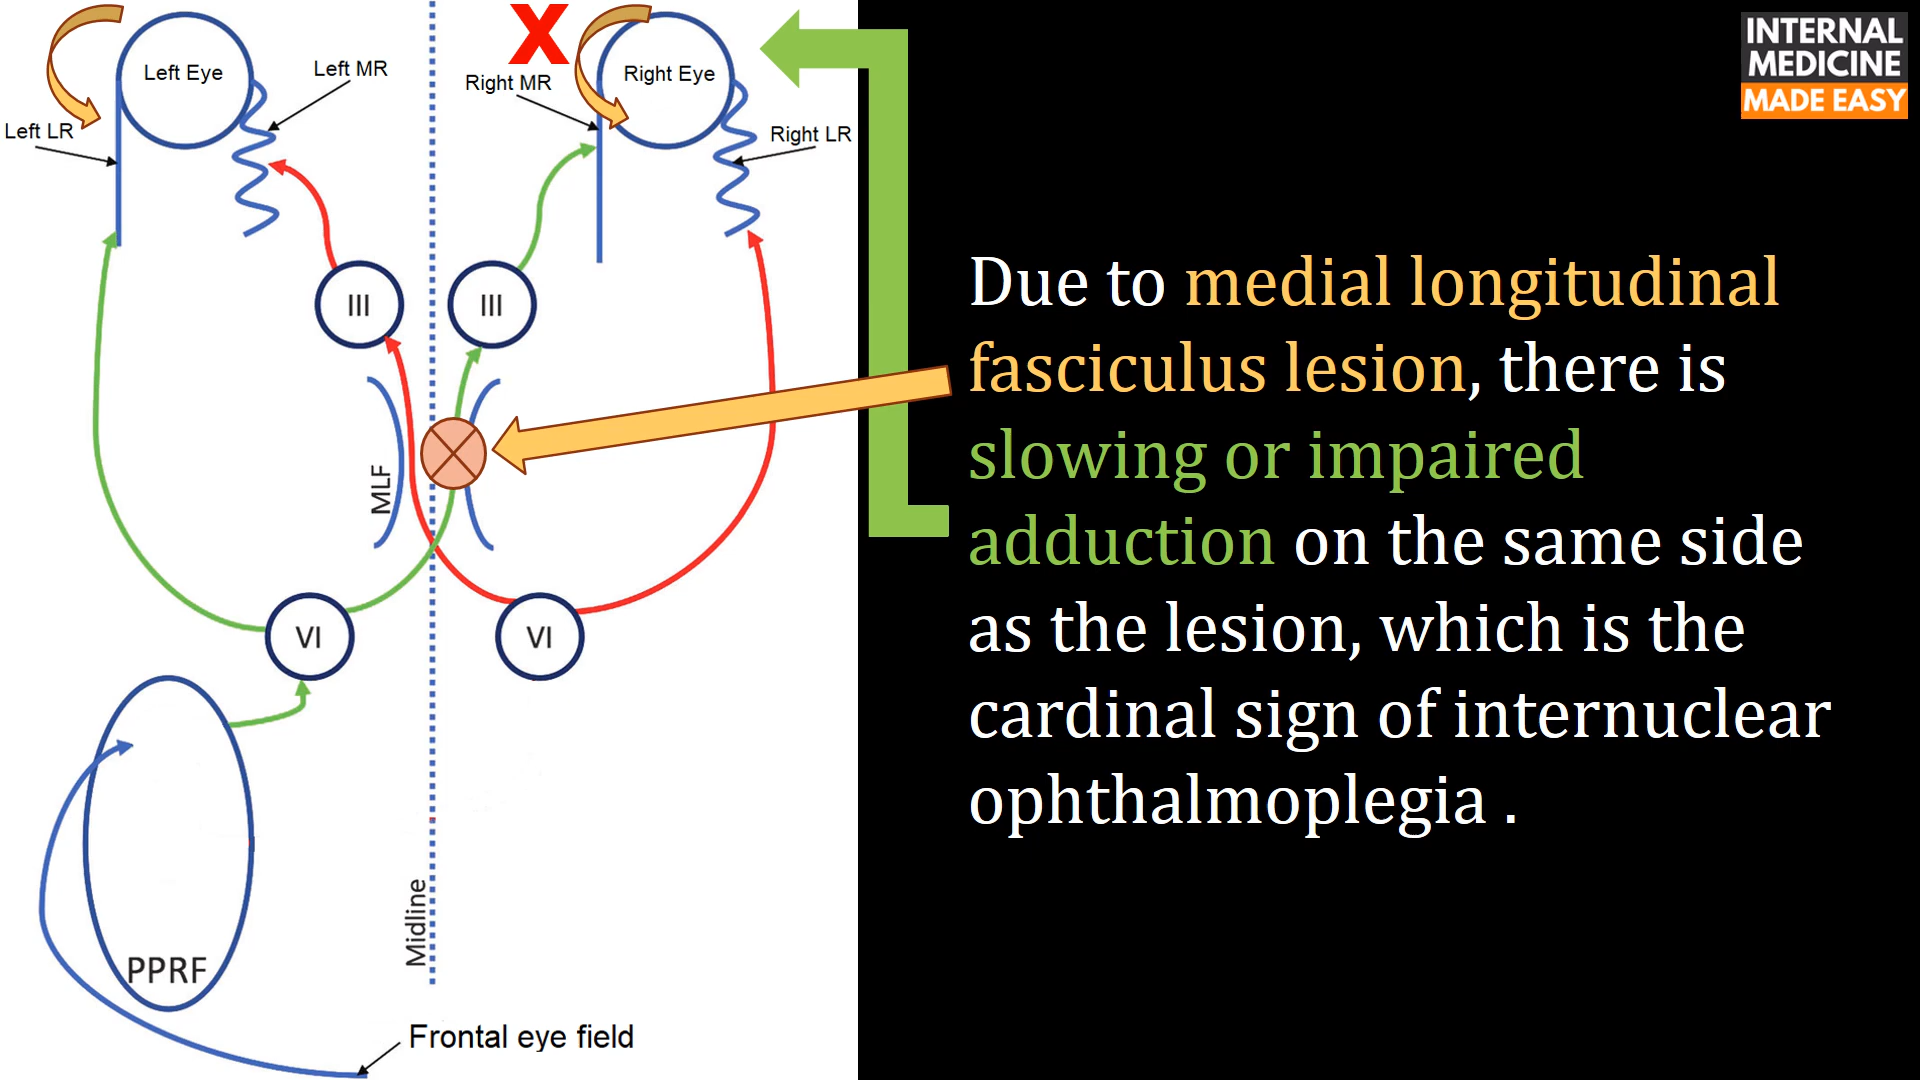 INTERNAL
MEDICINE
MADE EASY
Left Eye
Left MR
Left LR
X
Right MR
Right Eye
Right LR
III
III
MLF
VI
VI
PPRF
Midline
Frontal eye field
Due to medial longitudinal
fasciculus lesion, there is
slowing or impaired
adduction on the same side
as the lesion, which is the
cardinal sign of internuclear
ophthalmoplegia .